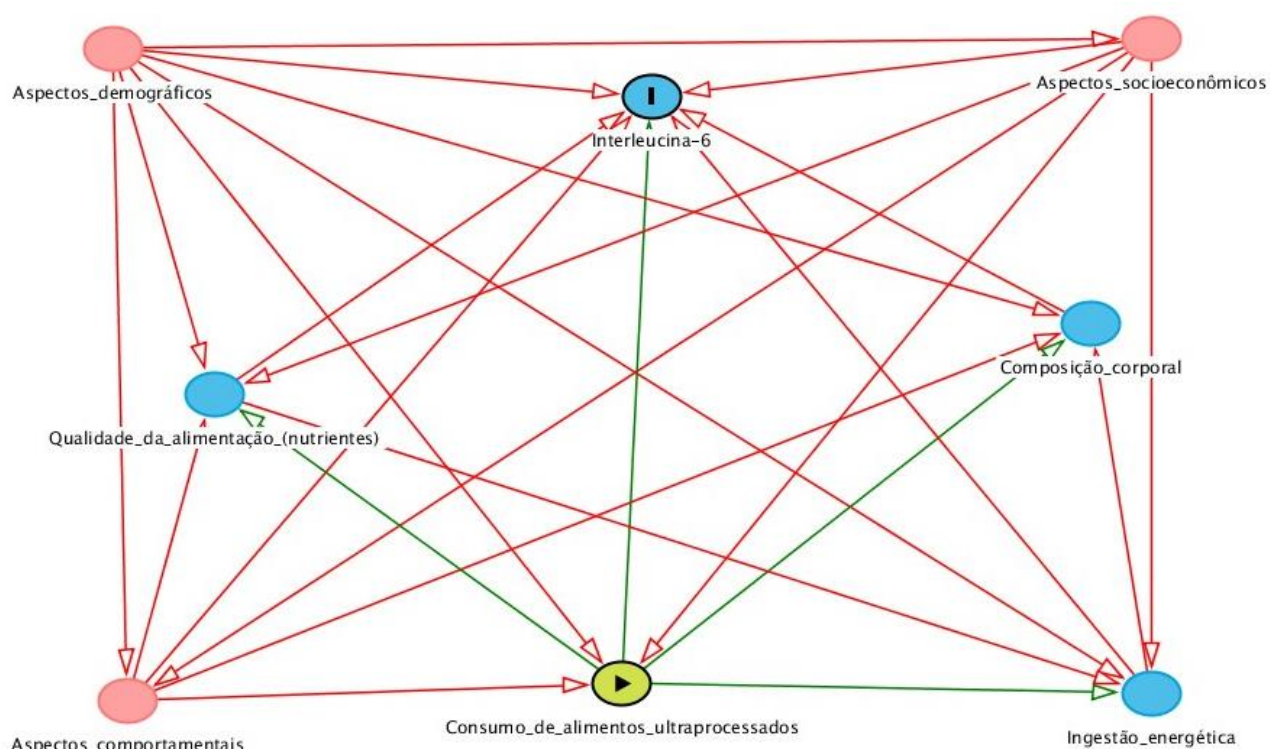 Aspectos_demográficos
Aspectos_socioeconômicos
I
Interleucina-6
Composição_corporal
Qualidade_da_alimentação_(nutrientes)
Consumo_de_alimentos_ultraprocessados
Ingestão_energética
Aspectos_comportamentais